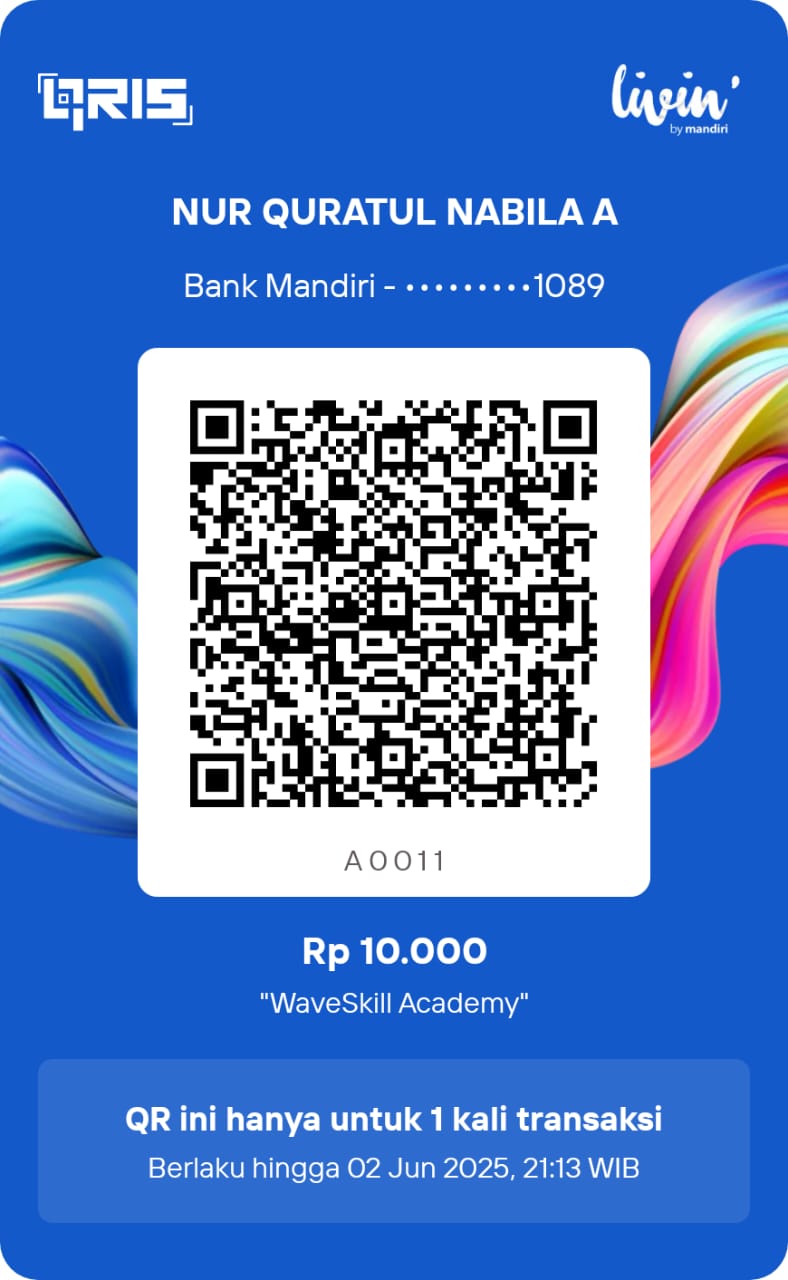 QRIS
livin'
by mandiri
NUR QURATUL NABILA A
Bank Mandiri - •••••••••1089
A0011
Rp 10.000
"WaveSkill Academy"
QR ini hanya untuk 1 kali transaksi
Berlaku hingga 02 Jun 2025, 21:13 WIB